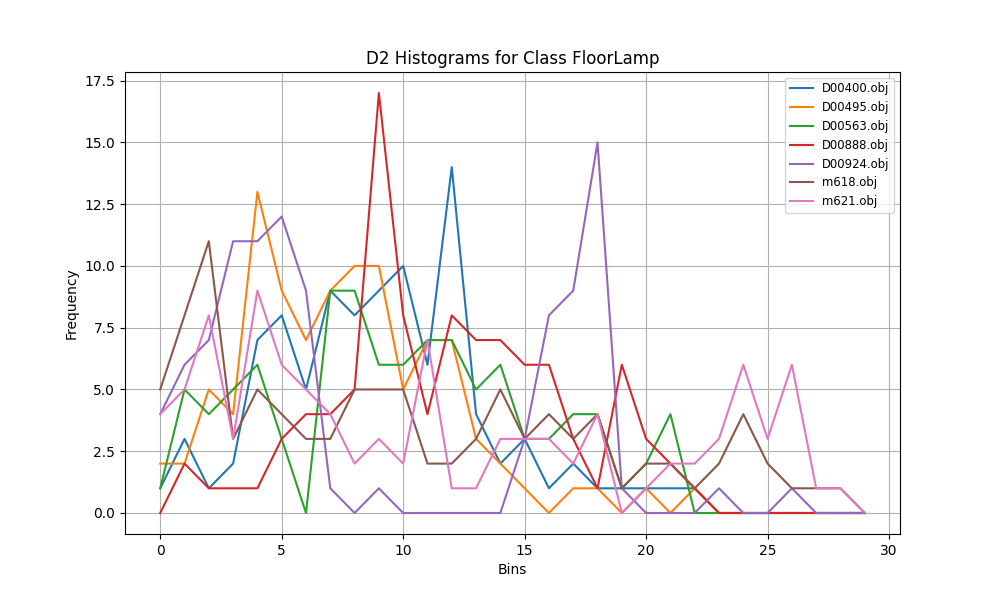 D2 Histograms for Class FloorLamp
17.5
15.0
12.5
10.0
7.5
5.0
2.5
0.0
Frequency
D00400.obj
D00495.obj
D00563.obj
D00888.obj
D00924.obj
m618.obj
m621.obj
0 5 10 15 20 25 30
Bins